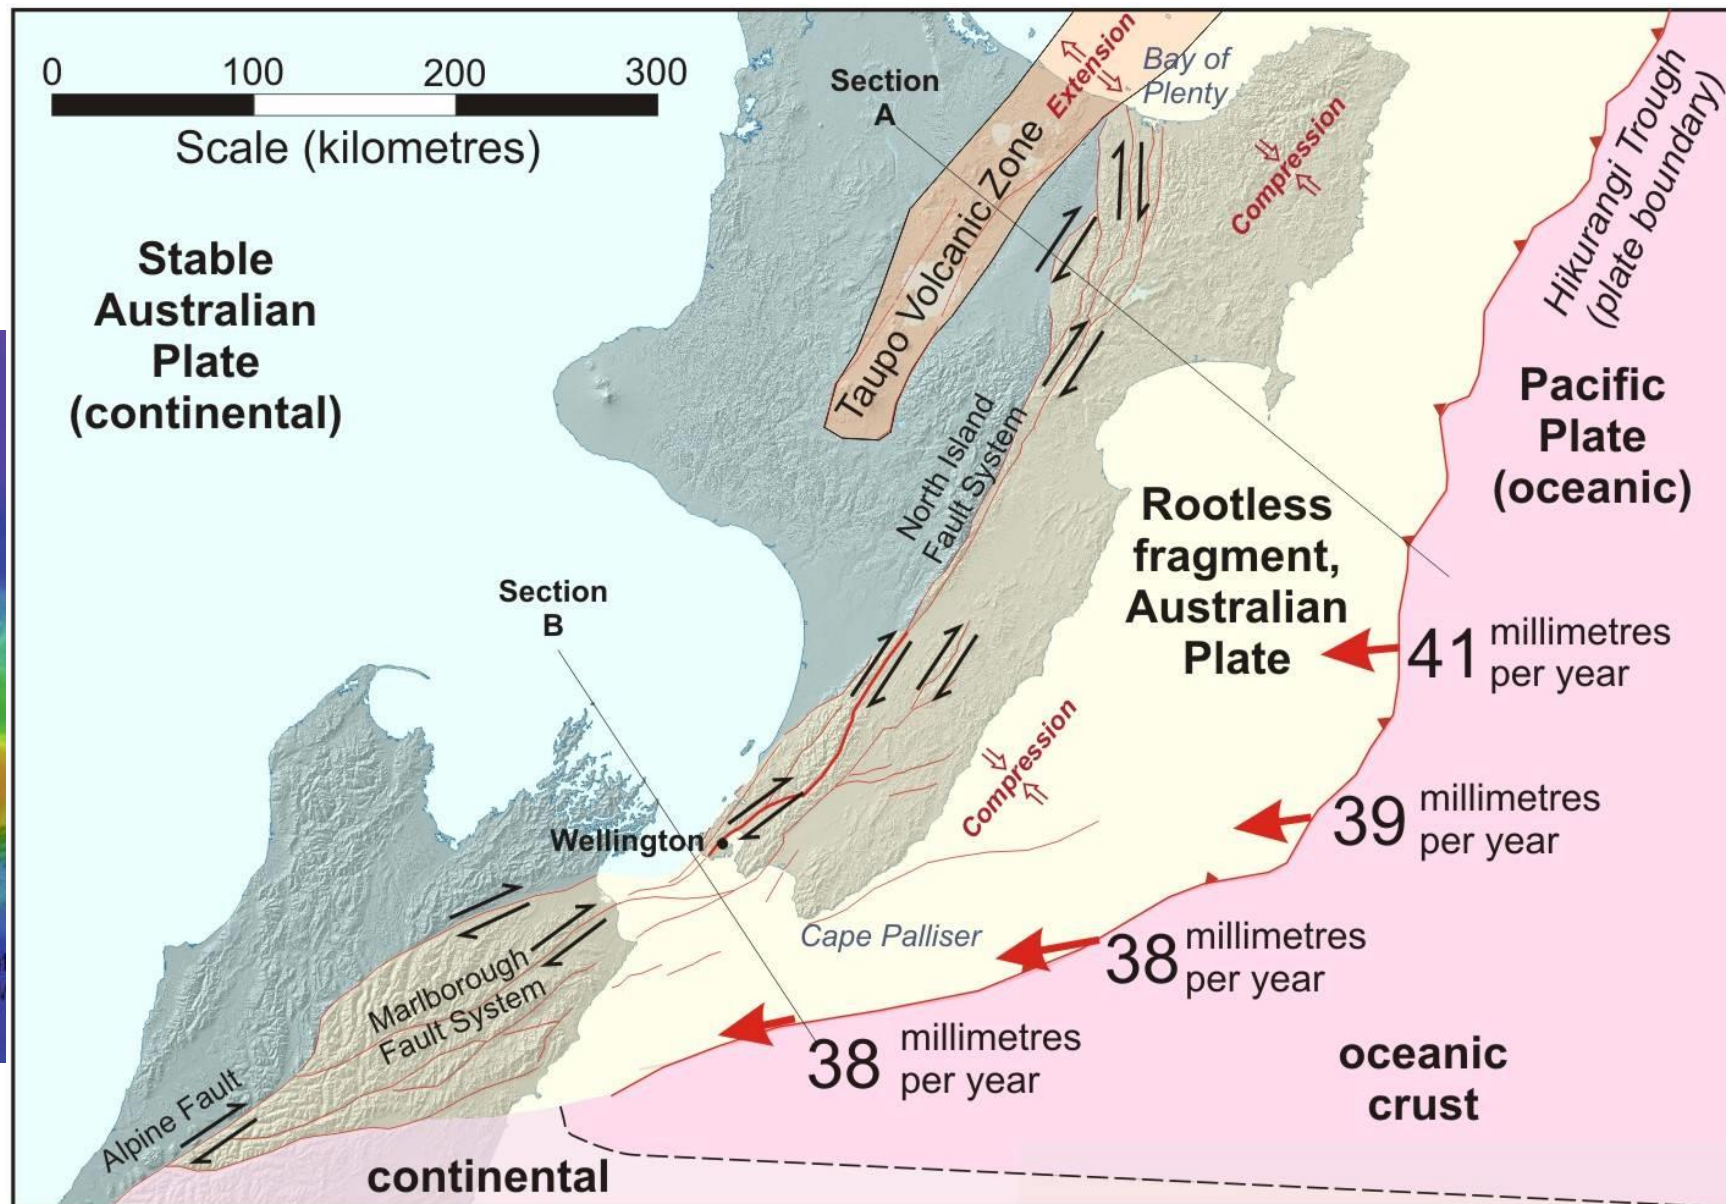 0 100 200 300
Scale (kilometres)
Section
A
Extension
Bay of
Plenty
Compression
Hikurangi Trough
(plate boundary)
Taupo Volcanic Zone
Stable
Australian
Plate
(continental)
Pacific
Plate
(oceanic)
North Island
Fault System
Rootless
fragment,
Australian
Plate
Section
B
41 millimetres
per year
Compression
39 millimetres
per year
Wellington
Cape Palliser
38 millimetres
per year
Marlborough
Fault System
38 millimetres
per year
oceanic
crust
Alpine Fault
continental